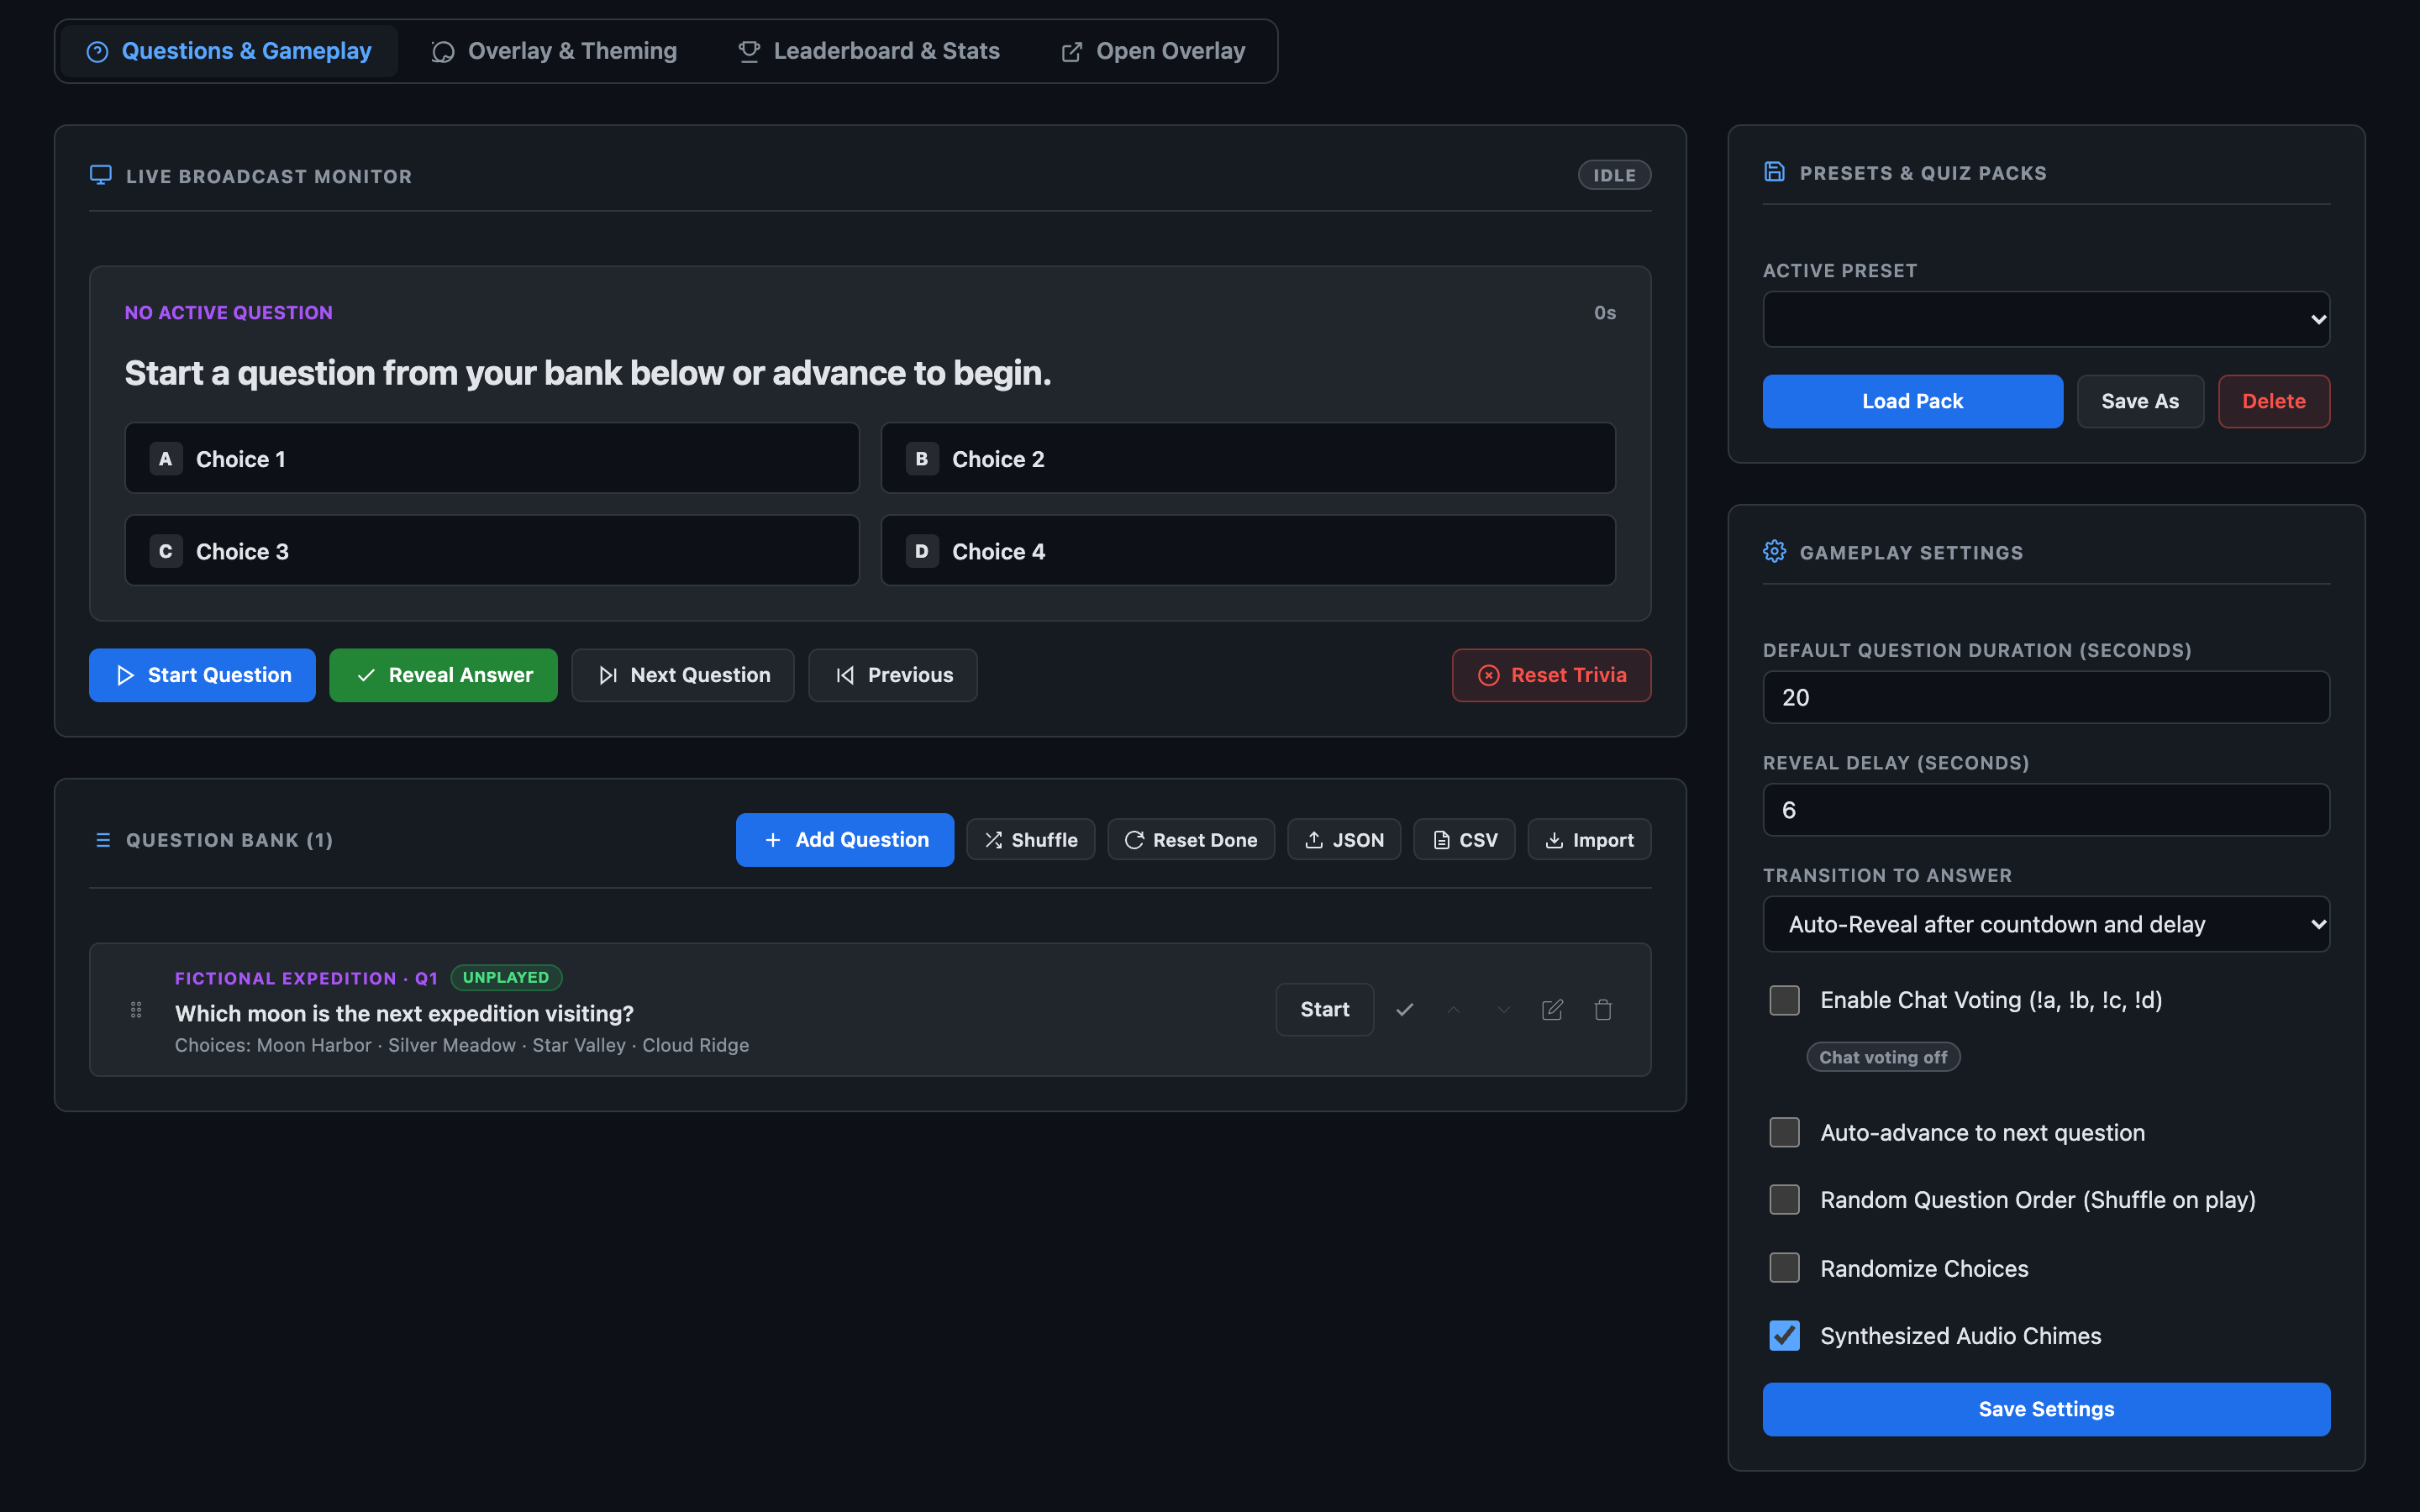 Questions & Gameplay
Overlay & Theming
Leaderboard & Stats
Open Overlay
LIVE BROADCAST MONITOR
IDLE
NO ACTIVE QUESTION
0s
Start a question from your bank below or advance to begin.
A Choice 1
B Choice 2
C Choice 3
D Choice 4
Start Question
Reveal Answer
Next Question
Previous
Reset Trivia
QUESTION BANK (1)
Add Question
Shuffle
Reset Done
JSON
CSV
Import
FICTIONAL EXPEDITION · Q1 UNPLAYED
Which moon is the next expedition visiting?
Choices: Moon Harbor · Silver Meadow · Star Valley · Cloud Ridge
Start
PRESETS & QUIZ PACKS
ACTIVE PRESET
Load Pack
Save As
Delete
GAMEPLAY SETTINGS
DEFAULT QUESTION DURATION (SECONDS)
20
REVEAL DELAY (SECONDS)
6
TRANSITION TO ANSWER
Auto-Reveal after countdown and delay
Enable Chat Voting (!a, !b, !c, !d)
Chat voting off
Auto-advance to next question
Random Question Order (Shuffle on play)
Randomize Choices
Synthesized Audio Chimes
Save Settings